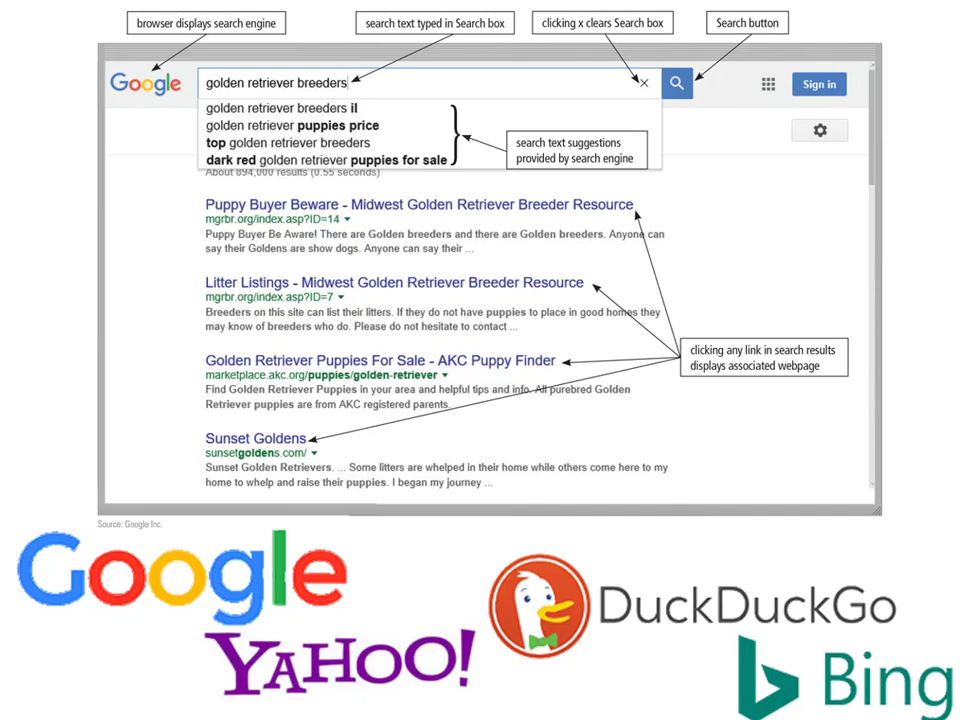 browser displays search engine
search text typed in Search box
clicking x clears Search box
Search button
Google
golden retriever breeders
Sign in
golden retriever breeders il
golden retriever puppies price
top golden retriever breeders
dark red golden retriever puppies for sale
search text suggestions
provided by search engine
About 894,000 results (0.55 seconds)
Puppy Buyer Beware - Midwest Golden Retriever Breeder Resource
mgrbr.org/index.asp?ID=14
Puppy Buyer Be Aware! There are Golden breeders and there are Golden breeders. Anyone can
say their Goldens are show dogs. Anyone can say their ...
Litter Listings - Midwest Golden Retriever Breeder Resource
mgrbr.org/index.asp?ID=7
Breeders on this site can list their litters. If they do not have puppies to place in good homes they
may know of breeders who do. Please do not hesitate to contact ...
clicking any link in search results
displays associated webpage
Golden Retriever Puppies For Sale - AKC Puppy Finder
marketplace.akc.org/puppies/golden-retriever
Find Golden Retriever Puppies in your area and helpful tips and info. All purebred Golden
Retriever puppies are from AKC registered parents.
Sunset Goldens
sunsetgoldens.com/
Sunset Golden Retrievers. ... Some litters are whelped in their home while others come here to my
home to whelp and raise their puppies. I began my journey ...
Source: Google Inc.
Google
DuckDuckGo
YAHOO!
Bing